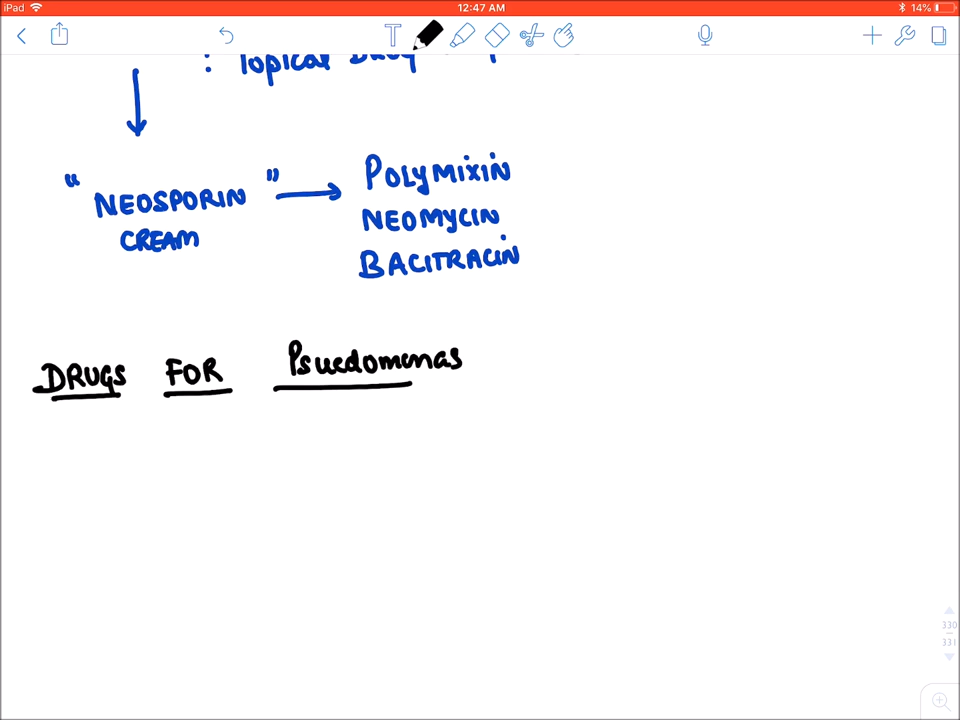 iPad 12:47 AM 14%
T
: Topical
" NEOSPORIN " → POLYMIXIN
CREAM NEOMYCIN
BACITRACIN
DRUGS FOR Psuedomonas
330
331